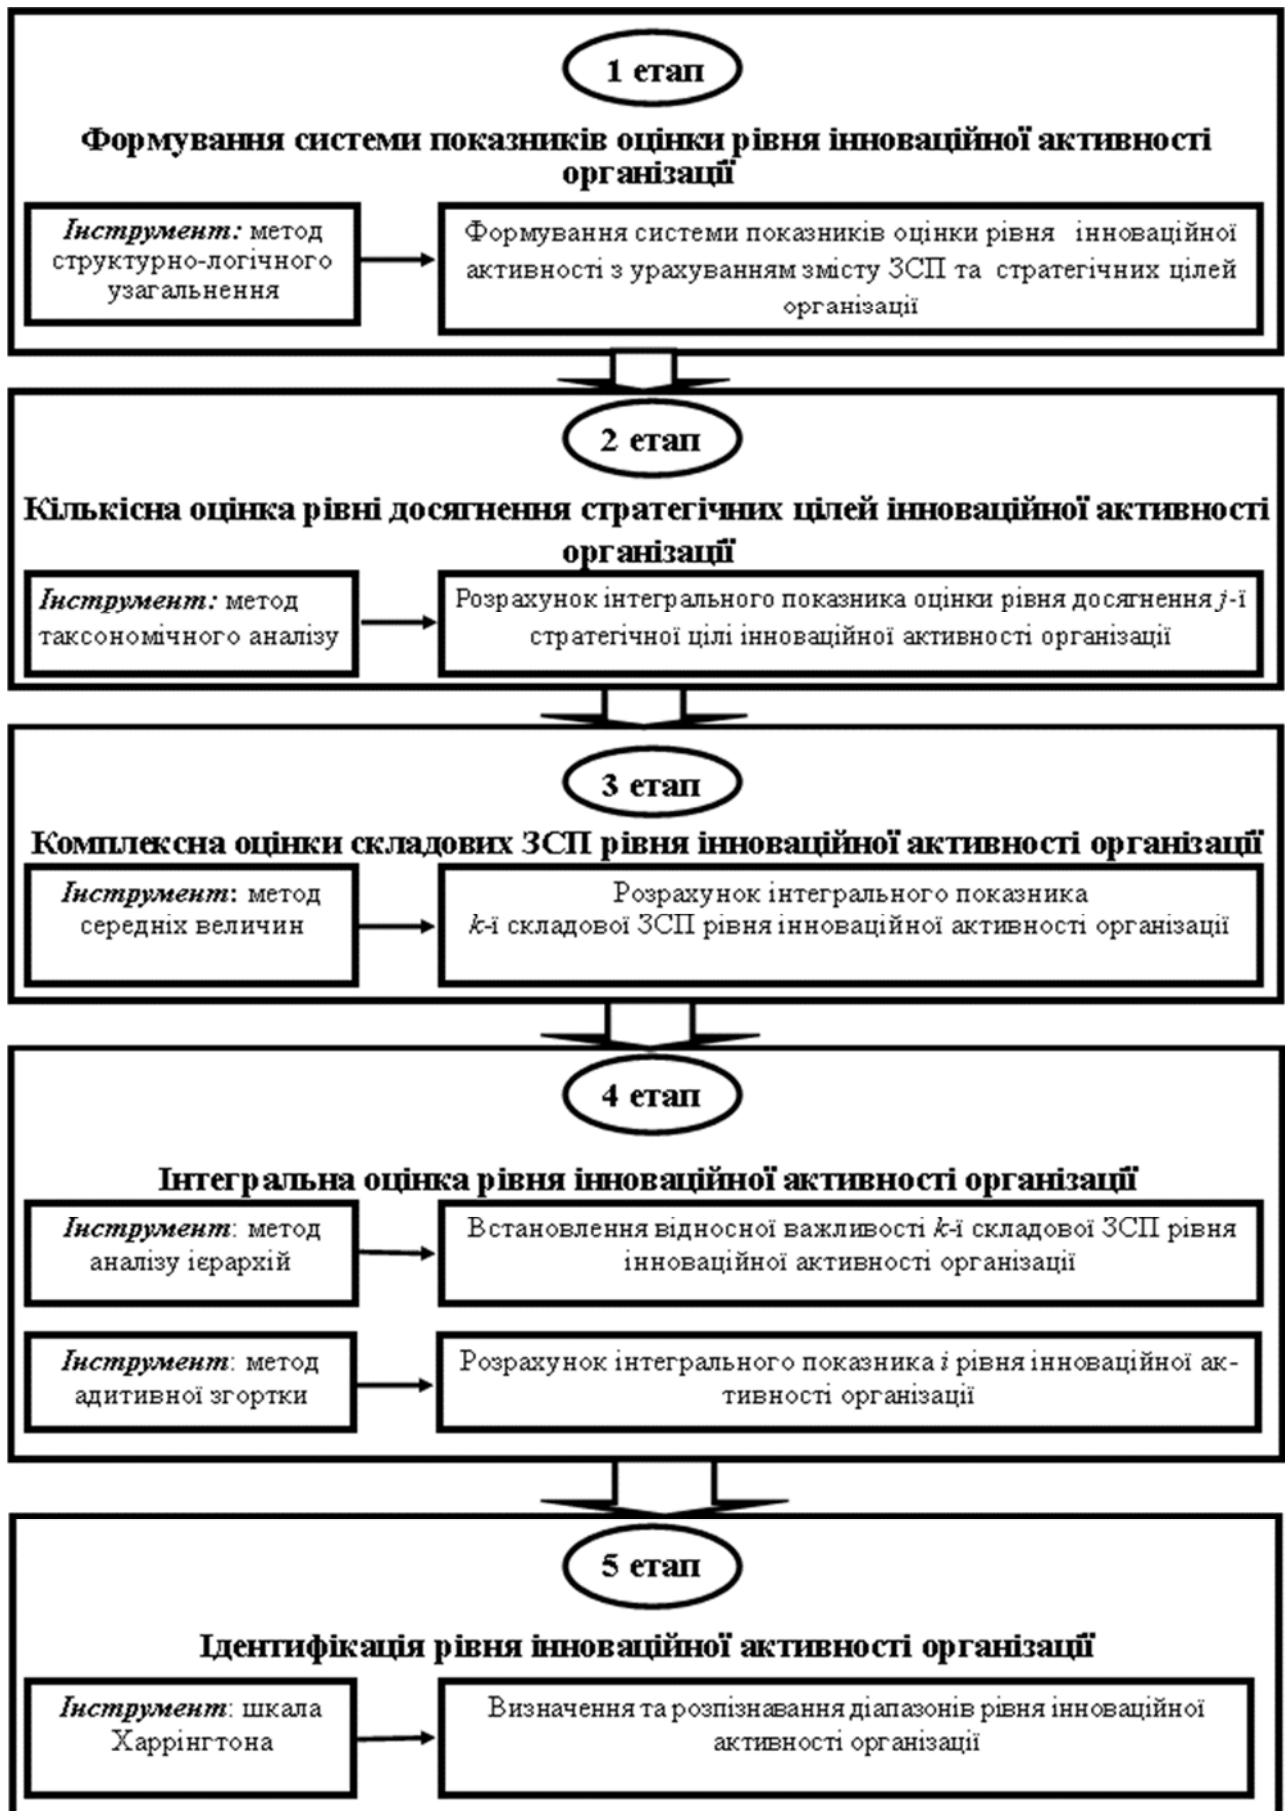 1 етап
Формування системи показників оцінки рівня інноваційної активності
організації
Інструмент: метод
структурно-логічного
узагальнення
Формування системи показників оцінки рівня інноваційної
активності з урахуванням змісту ЗСП та стратегічних цілей
організації
2 етап
Кількісна оцінка рівні досягнення стратегічних цілей інноваційної активності
організації
Інструмент: метод
таксономічного аналізу
Розрахунок інтегрального показника оцінки рівня досягнення j-ї
стратегічної цілі інноваційної активності організації
3 етап
Комплексна оцінки складових ЗСП рівня інноваційної активності організації
Інструмент: метод
середніх величин
Розрахунок інтегрального показника
k-ї складової ЗСП рівня інноваційної активності організації
4 етап
Інтегральна оцінка рівня інноваційної активності організації
Інструмент: метод
аналізу ієрархій
Встановлення відносної важливості k-ї складової ЗСП рівня
інноваційної активності організації
Інструмент: метод
адитивної згортки
Розрахунок інтегрального показника і рівня інноваційної ак-
тивності організації
5 етап
Ідентифікація рівня інноваційної активності організації
Інструмент: шкала
Харрінгтона
Визначення та розпізнавання діапазонів рівня інноваційної
активності організації